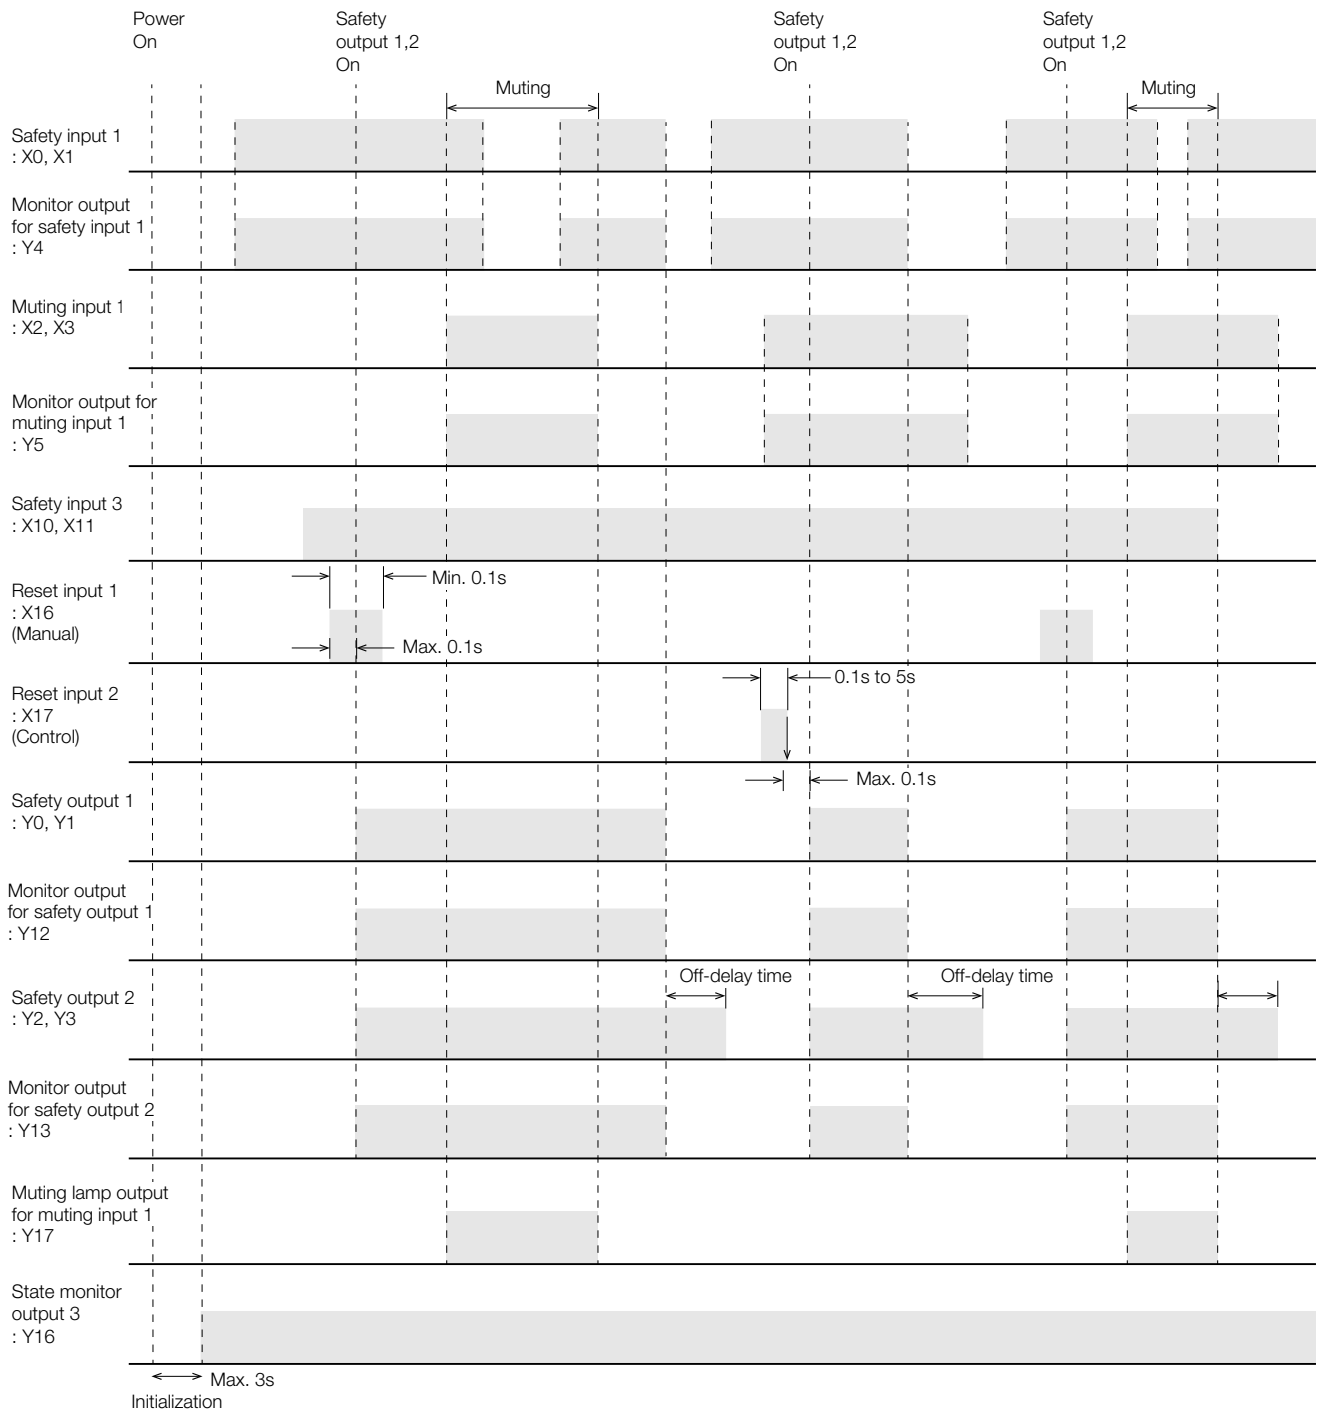 Power
On
Safety
output 1,2
On
Safety
output 1,2
On
Safety
output 1,2
On
Muting
Muting
Safety input 1
: X0, X1
Monitor output
for safety input 1
: Y4
Muting input 1
: X2, X3
Monitor output for
muting input 1
: Y5
Safety input 3
: X10, X11
Reset input 1
: X16
(Manual)
Min. 0.1s
Max. 0.1s
Reset input 2
: X17
(Control)
0.1s to 5s
Max. 0.1s
Safety output 1
: Y0, Y1
Monitor output
for safety output 1
: Y12
Safety output 2
: Y2, Y3
Off-delay time
Off-delay time
Monitor output
for safety output 2
: Y13
Muting lamp output
for muting input 1
: Y17
State monitor
output 3
: Y16
Max. 3s
Initialization